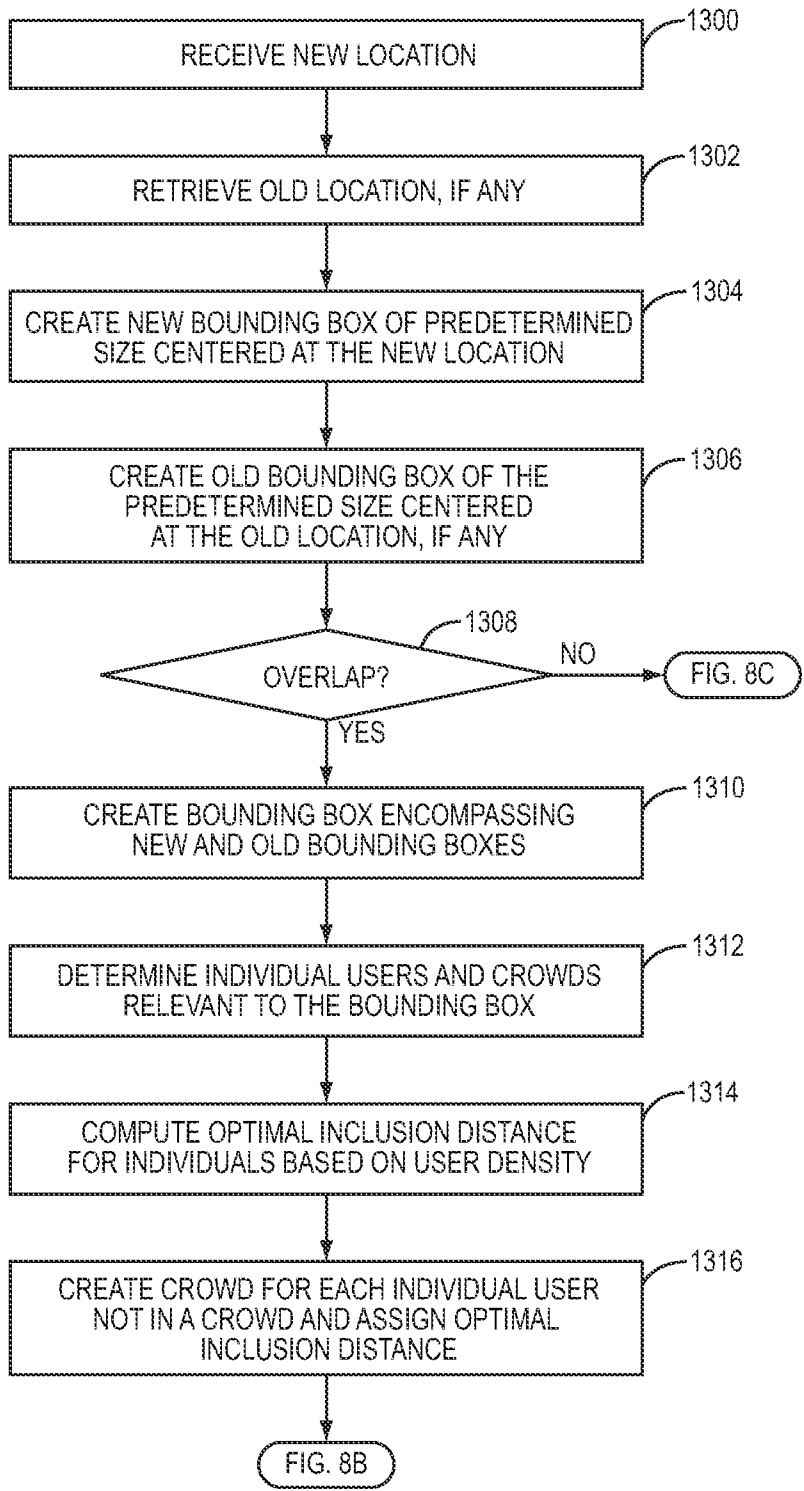 1300
RECEIVE NEW LOCATION
1302
RETRIEVE OLD LOCATION, IF ANY
1304
CREATE NEW BOUNDING BOX OF PREDETERMINED
SIZE CENTERED AT THE NEW LOCATION
1306
CREATE OLD BOUNDING BOX OF THE
PREDETERMINED SIZE CENTERED
AT THE OLD LOCATION, IF ANY
1308
OVERLAP?
NO
FIG. 8C
YES
1310
CREATE BOUNDING BOX ENCOMPASSING
NEW AND OLD BOUNDING BOXES
1312
DETERMINE INDIVIDUAL USERS AND CROWDS
RELEVANT TO THE BOUNDING BOX
1314
COMPUTE OPTIMAL INCLUSION DISTANCE
FOR INDIVIDUALS BASED ON USER DENSITY
1316
CREATE CROWD FOR EACH INDIVIDUAL USER
NOT IN A CROWD AND ASSIGN OPTIMAL
INCLUSION DISTANCE
FIG. 8B